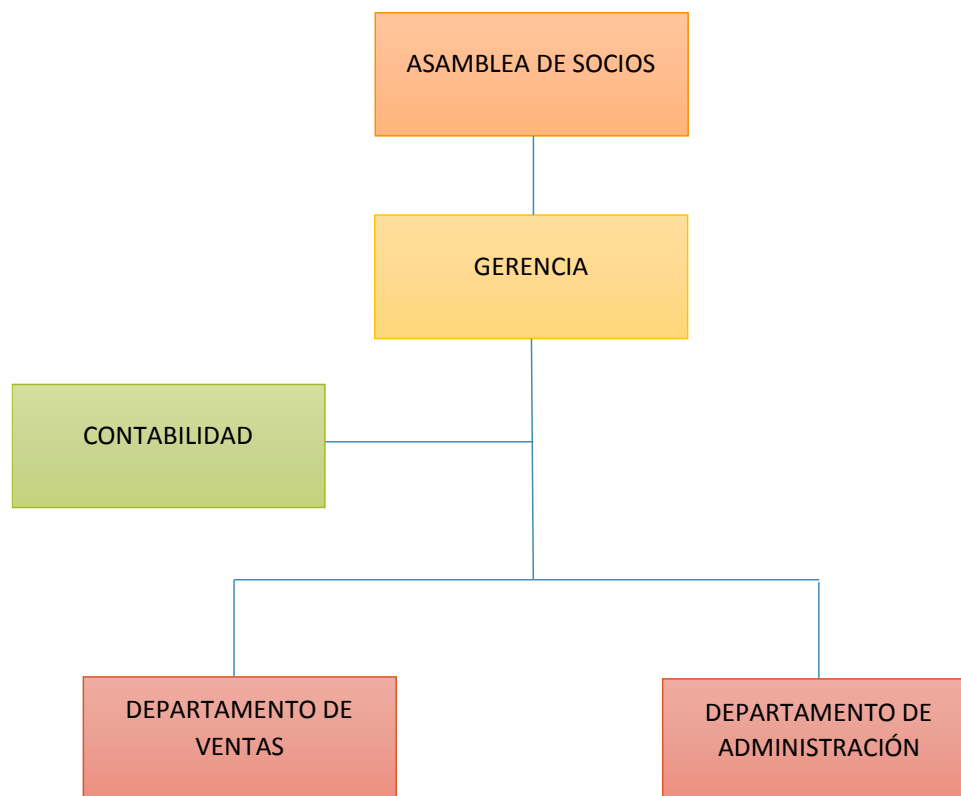 ASAMBLEA DE SOCIOS
GERENCIA
CONTABILIDAD
DEPARTAMENTO DE
VENTAS
DEPARTAMENTO DE
ADMINISTRACIÓN